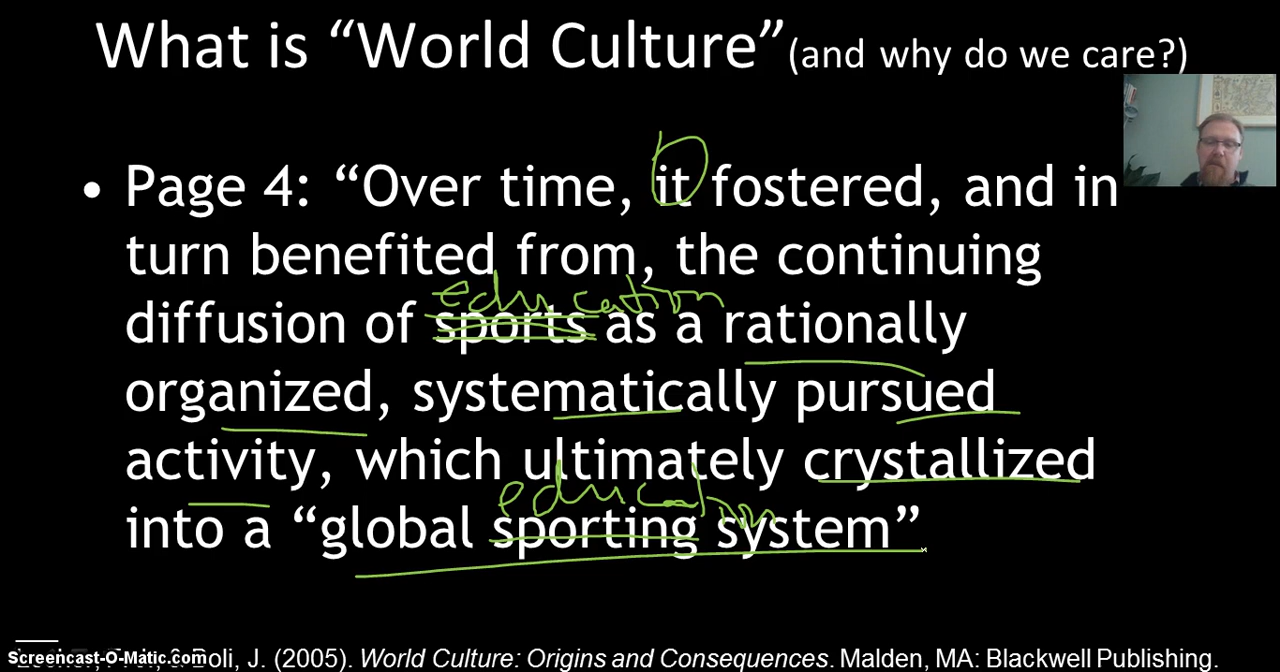 What is “World Culture” (and why do we care?)
• Page 4: “Over time, it fostered, and in
turn benefited from, the continuing
education
diffusion of sports as a rationally
organized, systematically pursued
activity, which ultimately crystallized
education
into a “global sporting system”
Screencast-O-Matic.com Boli, J. (2005). World Culture: Origins and Consequences. Malden, MA: Blackwell Publishing.